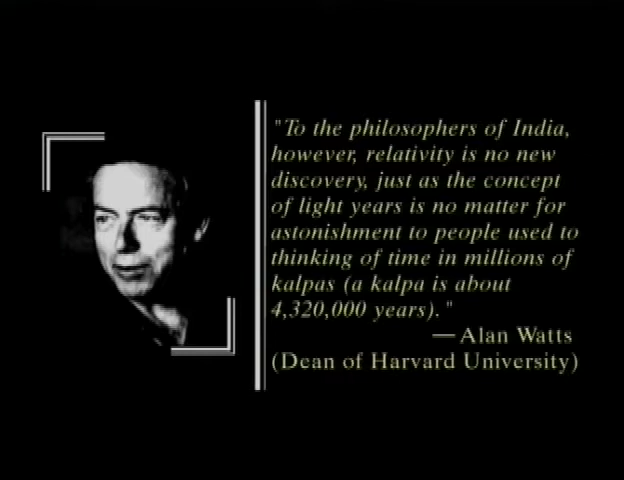 "To the philosophers of India,
however, relativity is no new
discovery, just as the concept
of light years is no matter for
astonishment to people used to
thinking of time in millions of
kalpas (a kalpa is about
4,320,000 years)."
—Alan Watts
(Dean of Harvard University)